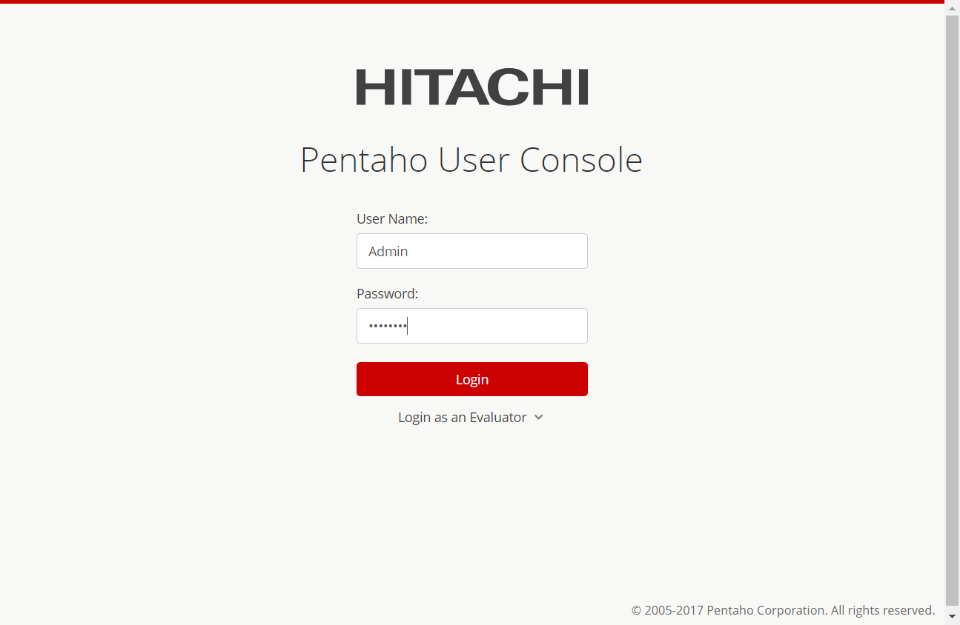 HITACHI
Pentaho User Console
User Name:
Admin
Password:
••••••••
Login
Login as an Evaluator
© 2005-2017 Pentaho Corporation. All rights reserved.